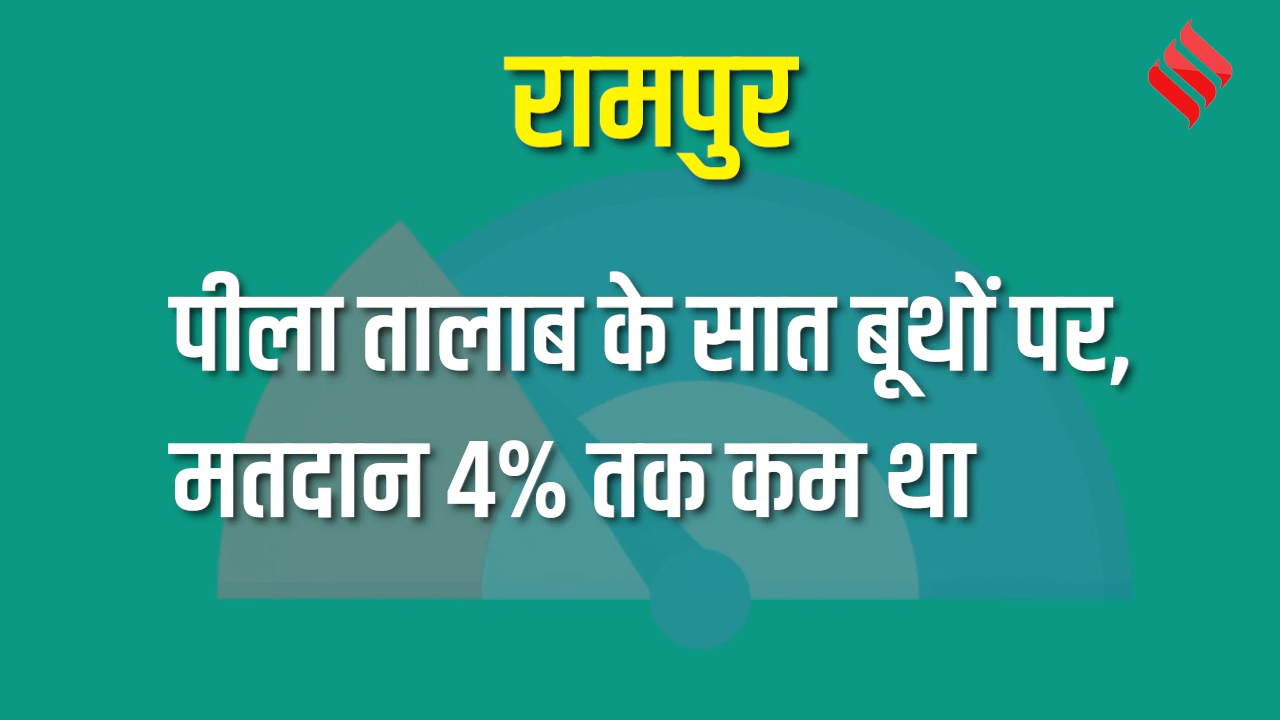 रामपुर
पीला तालाब के सात बूथों पर,
मतदान 4% तक कम था